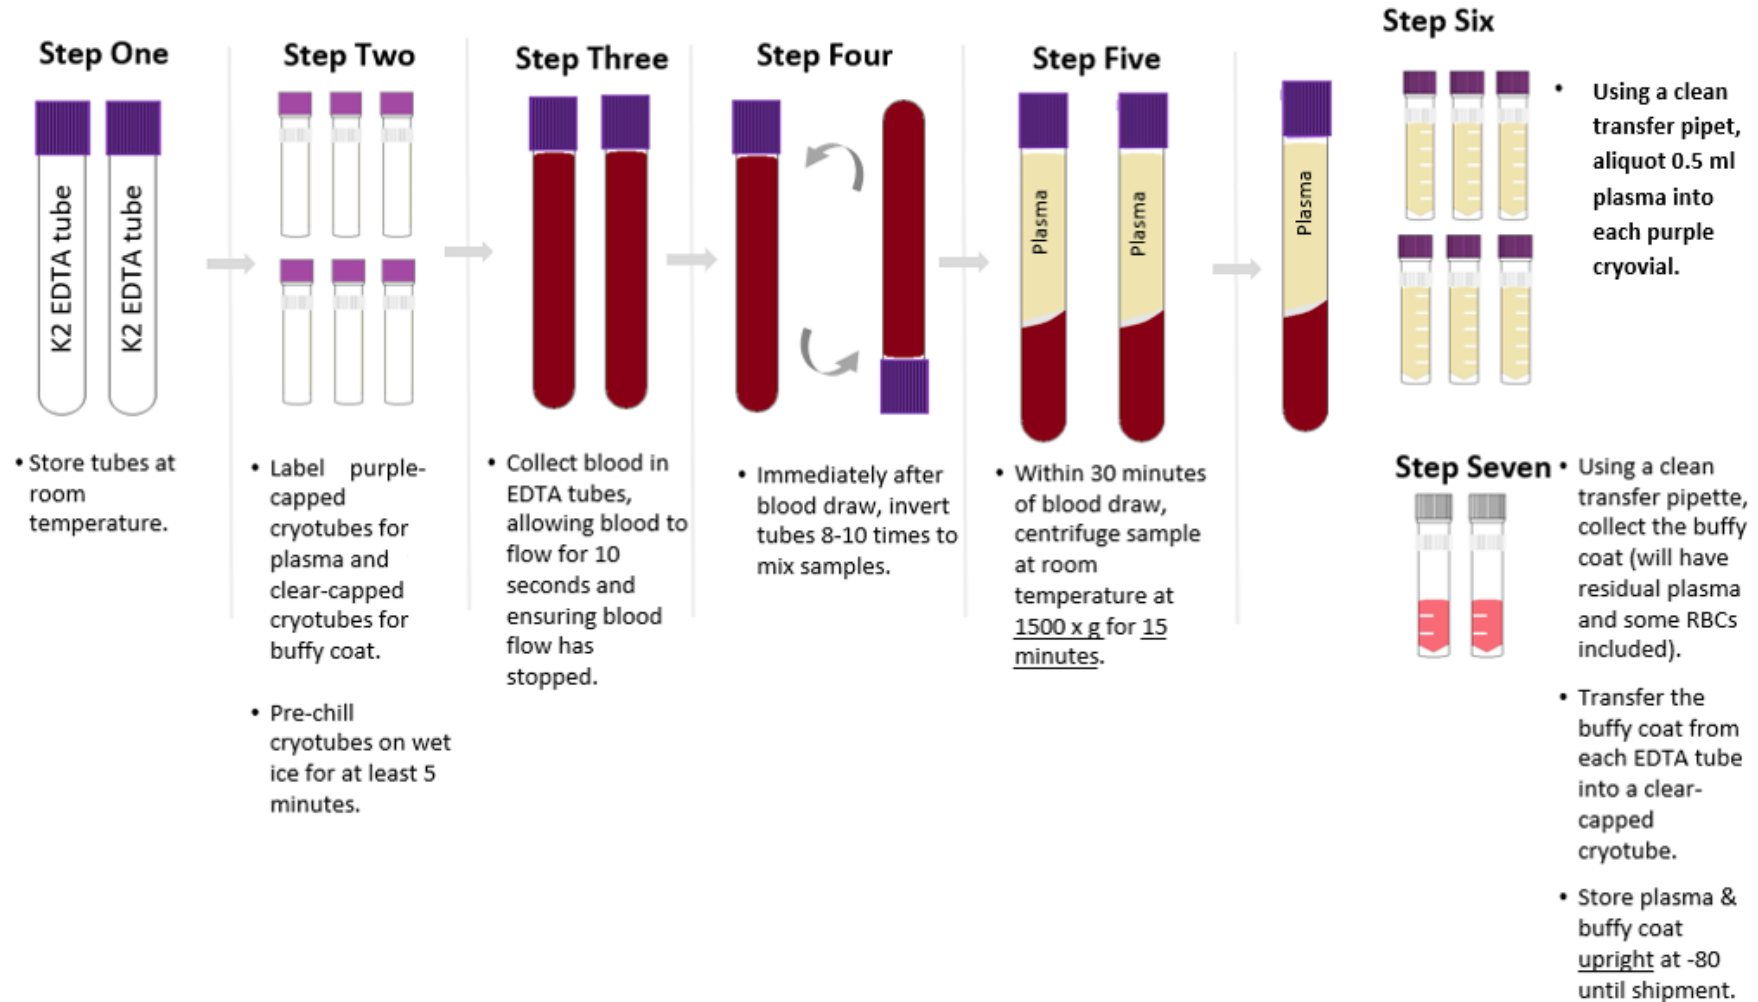 Step One
K2 EDTA tube
K2 EDTA tube
• Store tubes at
room
temperature.
Step Two
• Label purple-
capped
cryotubes for
plasma and
clear-capped
cryotubes for
buffy coat.
• Pre-chill
cryotubes on wet
ice for at least 5
minutes.
Step Three
• Collect blood in
EDTA tubes,
allowing blood to
flow for 10
seconds and
ensuring blood
flow has
stopped.
Step Four
• Immediately after
blood draw, invert
tubes 8-10 times to
mix samples.
Step Five
Plasma
Plasma
• Within 30 minutes
of blood draw,
centrifuge sample
at room
temperature at
1500 x g for 15
minutes.
Plasma
Step Six
• Using a clean
transfer pipet,
aliquot 0.5 ml
plasma into
each purple
cryovial.
Step Seven
• Using a clean
transfer pipette,
collect the buffy
coat (will have
residual plasma
and some RBCs
included).
• Transfer the
buffy coat from
each EDTA tube
into a clear-
capped
cryotube.
• Store plasma &
buffy coat
upright at -80
until shipment.